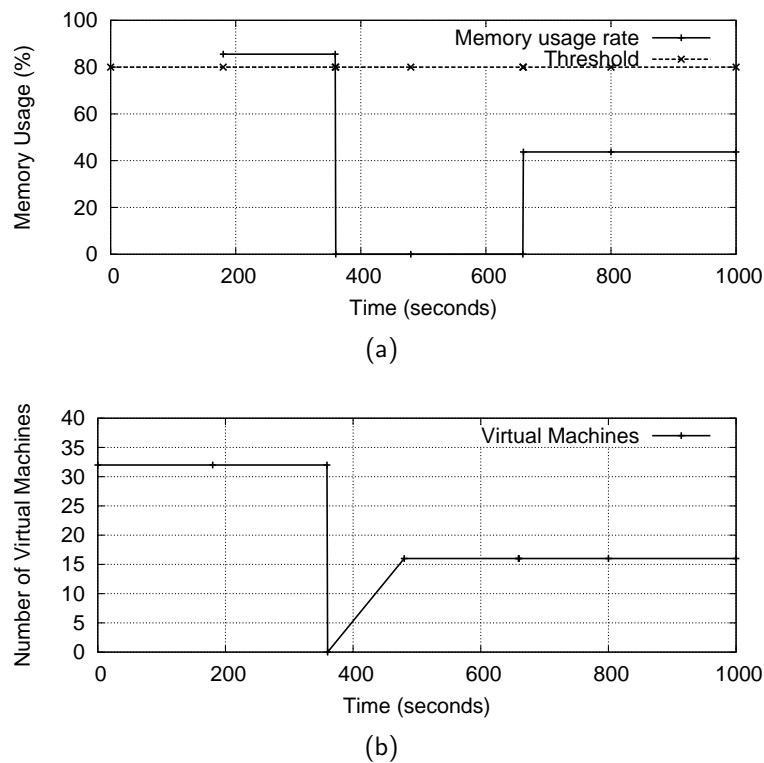 100
80
60
40
20
0
Memory Usage (%)
Memory usage rate
Threshold
0 200 400 600 800 1000
Time (seconds)
(a)
40
35
30
25
20
15
10
5
0
Number of Virtual Machines
Virtual Machines
0 200 400 600 800 1000
Time (seconds)
(b)